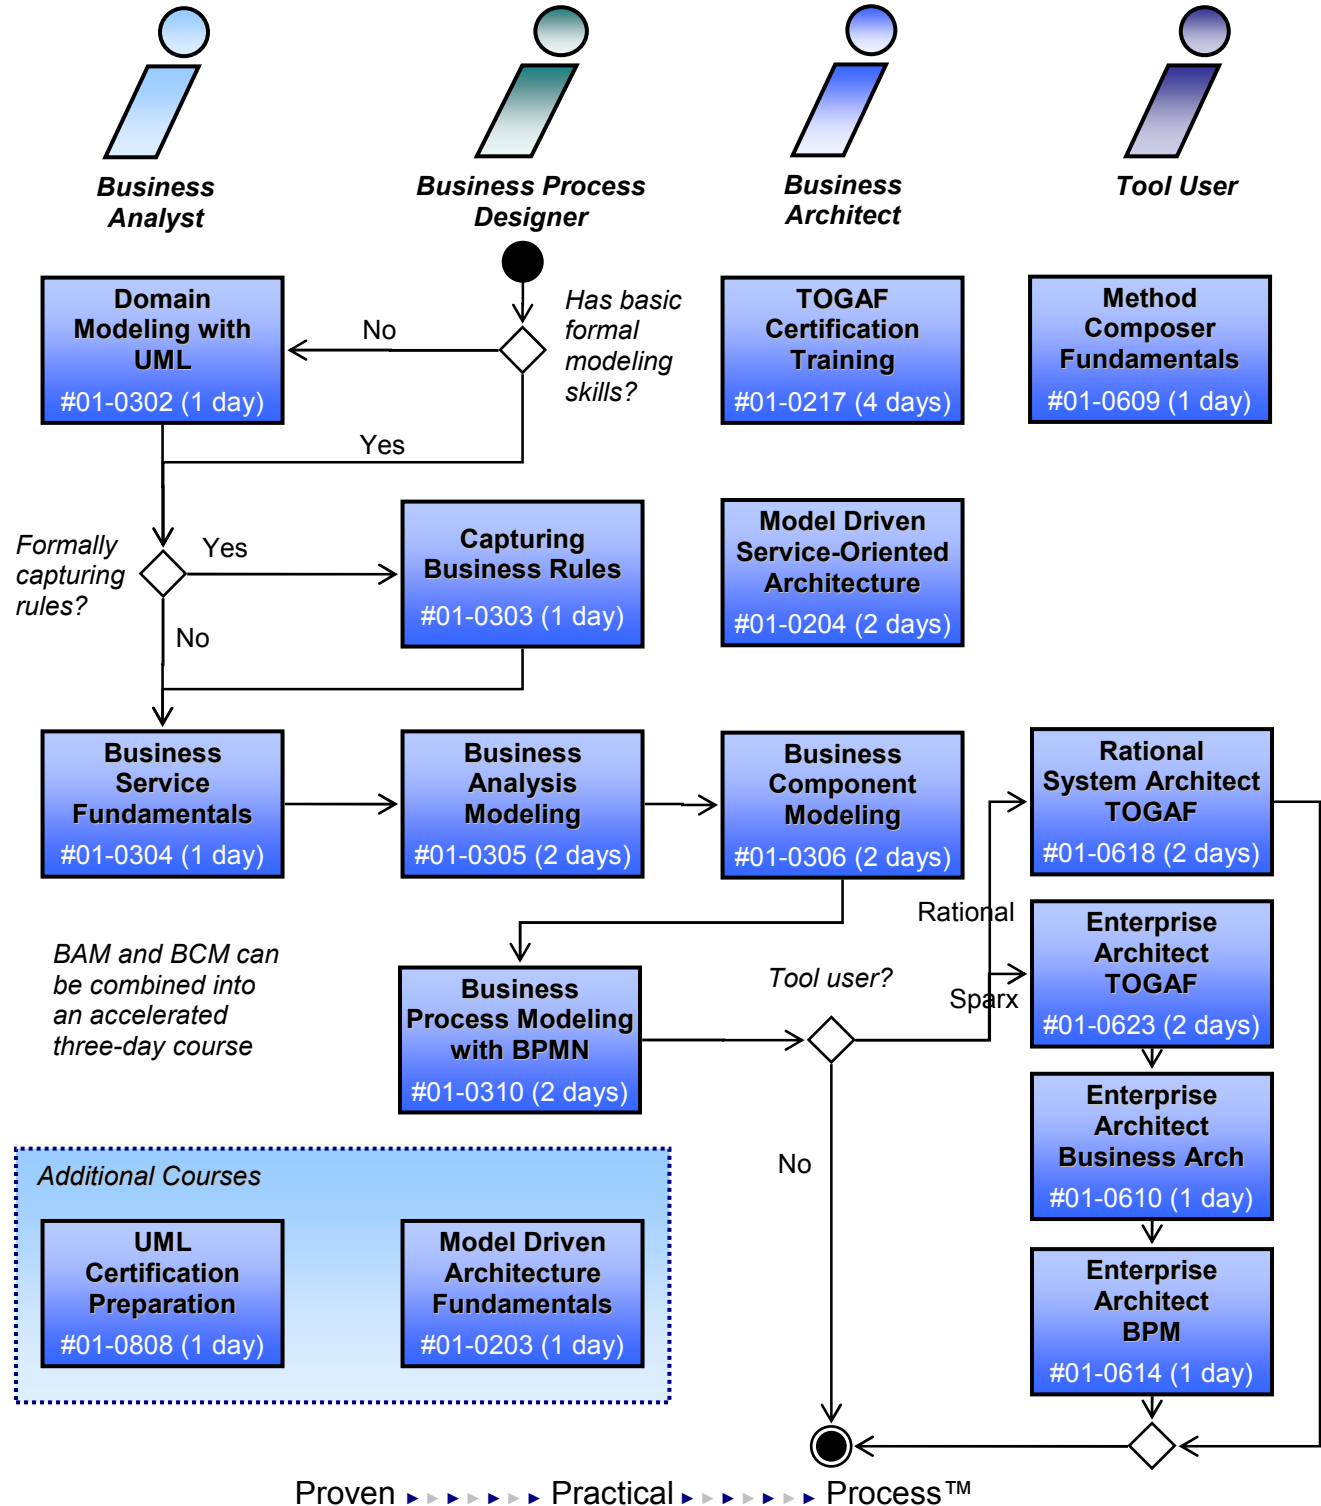 Business
Analyst
Business Process
Designer
Business
Architect
Tool User
Has basic
formal
modeling
skills?
No
Domain
Modeling with
UML
#01-0302 (1 day)
TOGAF
Certification
Training
#01-0217 (4 days)
Method
Composer
Fundamentals
#01-0609 (1 day)
Yes
Formally
capturing
rules?
Yes
No
Capturing
Business Rules
#01-0303 (1 day)
Model Driven
Service-Oriented
Architecture
#01-0204 (2 days)
Business
Service
Fundamentals
#01-0304 (1 day)
Business
Analysis
Modeling
#01-0305 (2 days)
Business
Component
Modeling
#01-0306 (2 days)
Rational
System Architect
TOGAF
#01-0618 (2 days)
BAM and BCM can
be combined into
an accelerated
three-day course
Business
Process Modeling
with BPMN
#01-0310 (2 days)
Tool user?
Rational
Sparx
No
Enterprise
Architect
TOGAF
#01-0623 (2 days)
Enterprise
Architect
Business Arch
#01-0610 (1 day)
Enterprise
Architect
BPM
#01-0614 (1 day)
Additional Courses
UML
Certification
Preparation
#01-0808 (1 day)
Model Driven
Architecture
Fundamentals
#01-0203 (1 day)
Proven Practical Process™